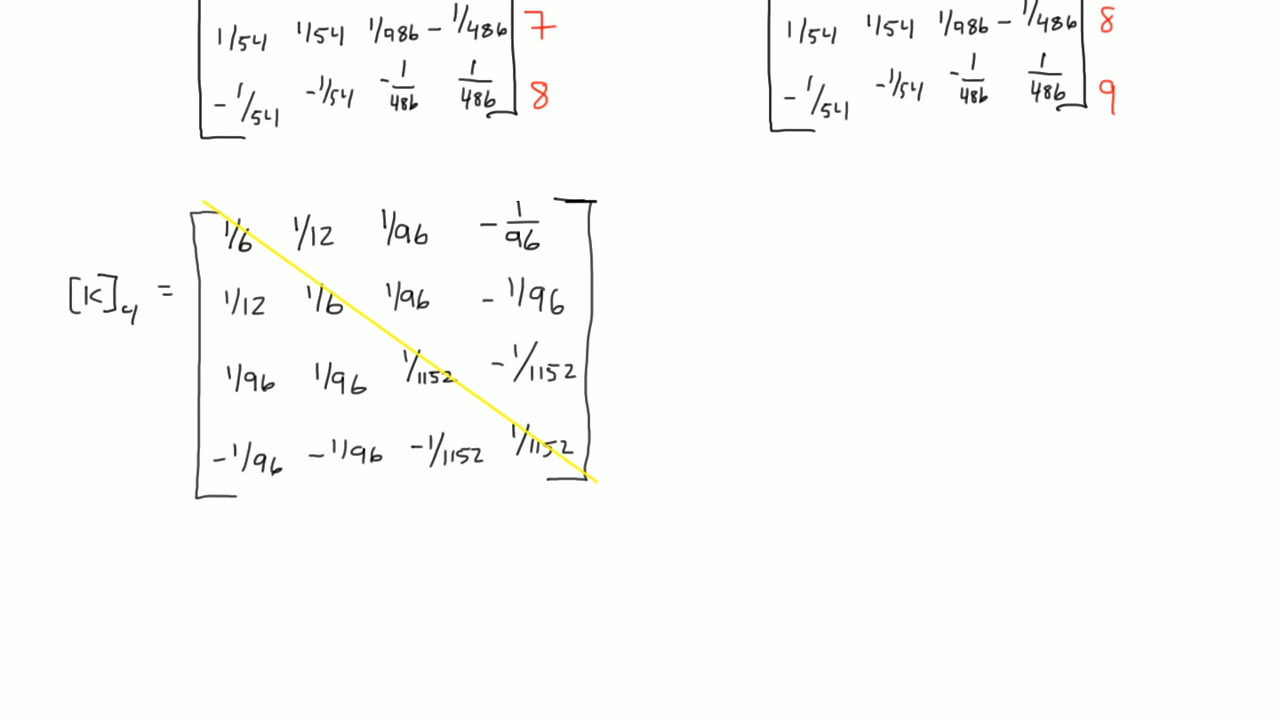 1/54 1/54 1/986 - 1/486 7
- 1/54 - 1/54 - 1/486 1/486 8
1/54 1/54 1/986 - 1/486 8
- 1/54 - 1/54 - 1/486 1/486 9
1/6 1/12 1/96 - 1/96
[K]4 = 1/12 1/6 1/96 - 1/96
1/96 1/96 1/1152 - 1/1152
- 1/96 - 1/96 - 1/1152 1/1152